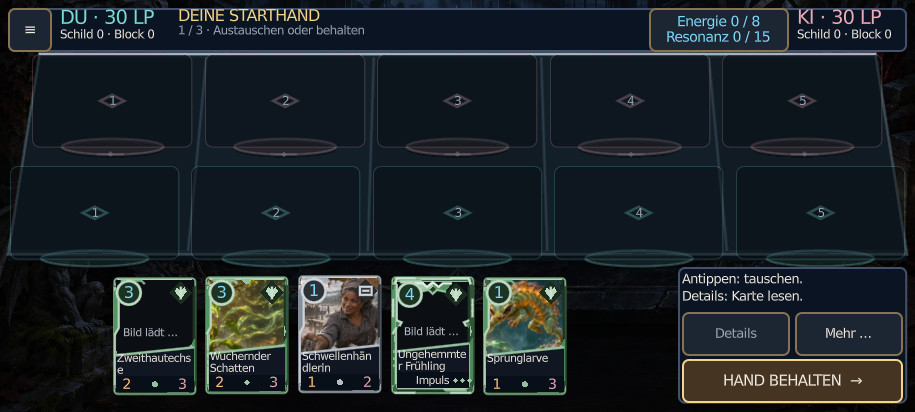 ≡
DU · 30 LP
Schild 0 · Block 0
DEINE STARTHAND
1 / 3 · Austauschen oder behalten
Energie 0 / 8
Resonanz 0 / 15
KI · 30 LP
Schild 0 · Block 0
1
2
3
4
5
1
2
3
4
5
3
Bild lädt ...
Zweithautechs
e
2 3
3
Wuchernder
Schatten
2 3
1
Schwellenhän
dlerin
1 2
4
Bild lädt ...
Ungehemmte
r Frühling
Impuls
1
Sprunglarve
1 3
Antippen: tauschen.
Details: Karte lesen.
Details
Mehr ...
HAND BEHALTEN →